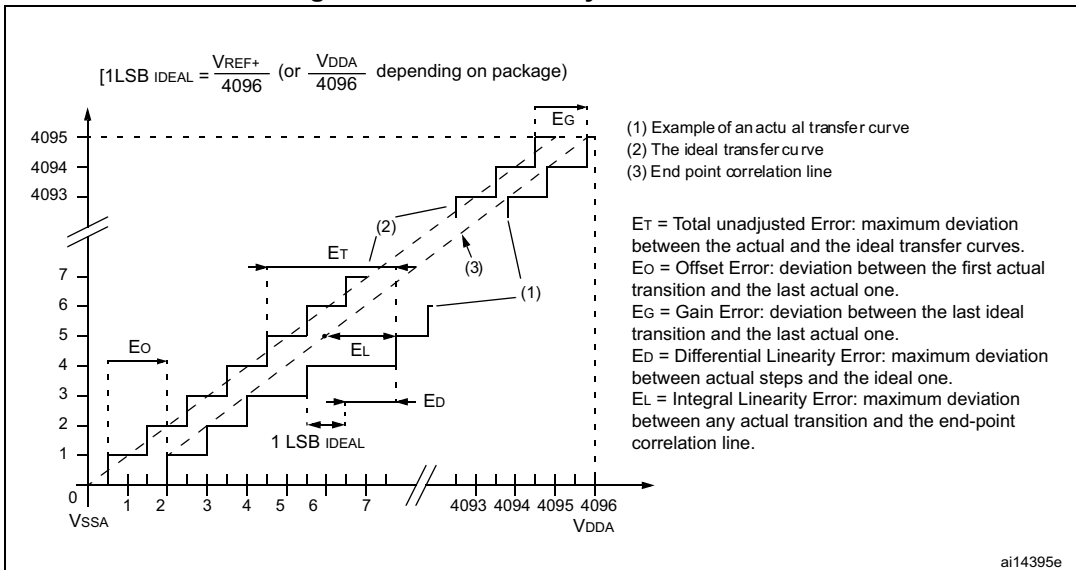 [1LSB IDEAL = VREF+ / 4096 (or VDDA / 4096 depending on package)
EG
4095
4094
4093
7
6
5
4
3
2
1
0
(1) Example of an actu al transfer curve
(2) The ideal transfer cu rve
(3) End point correlation line
(2)
ET
(3)
(1)
EO
EL
ED
1 LSB IDEAL
1 2 3 4 5 6 7 4093 4094 4095 4096
VSSA
VDDA
ET = Total unadjusted Error: maximum deviation
between the actual and the ideal transfer curves.
EO = Offset Error: deviation between the first actual
transition and the last actual one.
EG = Gain Error: deviation between the last ideal
transition and the last actual one.
ED = Differential Linearity Error: maximum deviation
between actual steps and the ideal one.
EL = Integral Linearity Error: maximum deviation
between any actual transition and the end-point
correlation line.
ai14395e